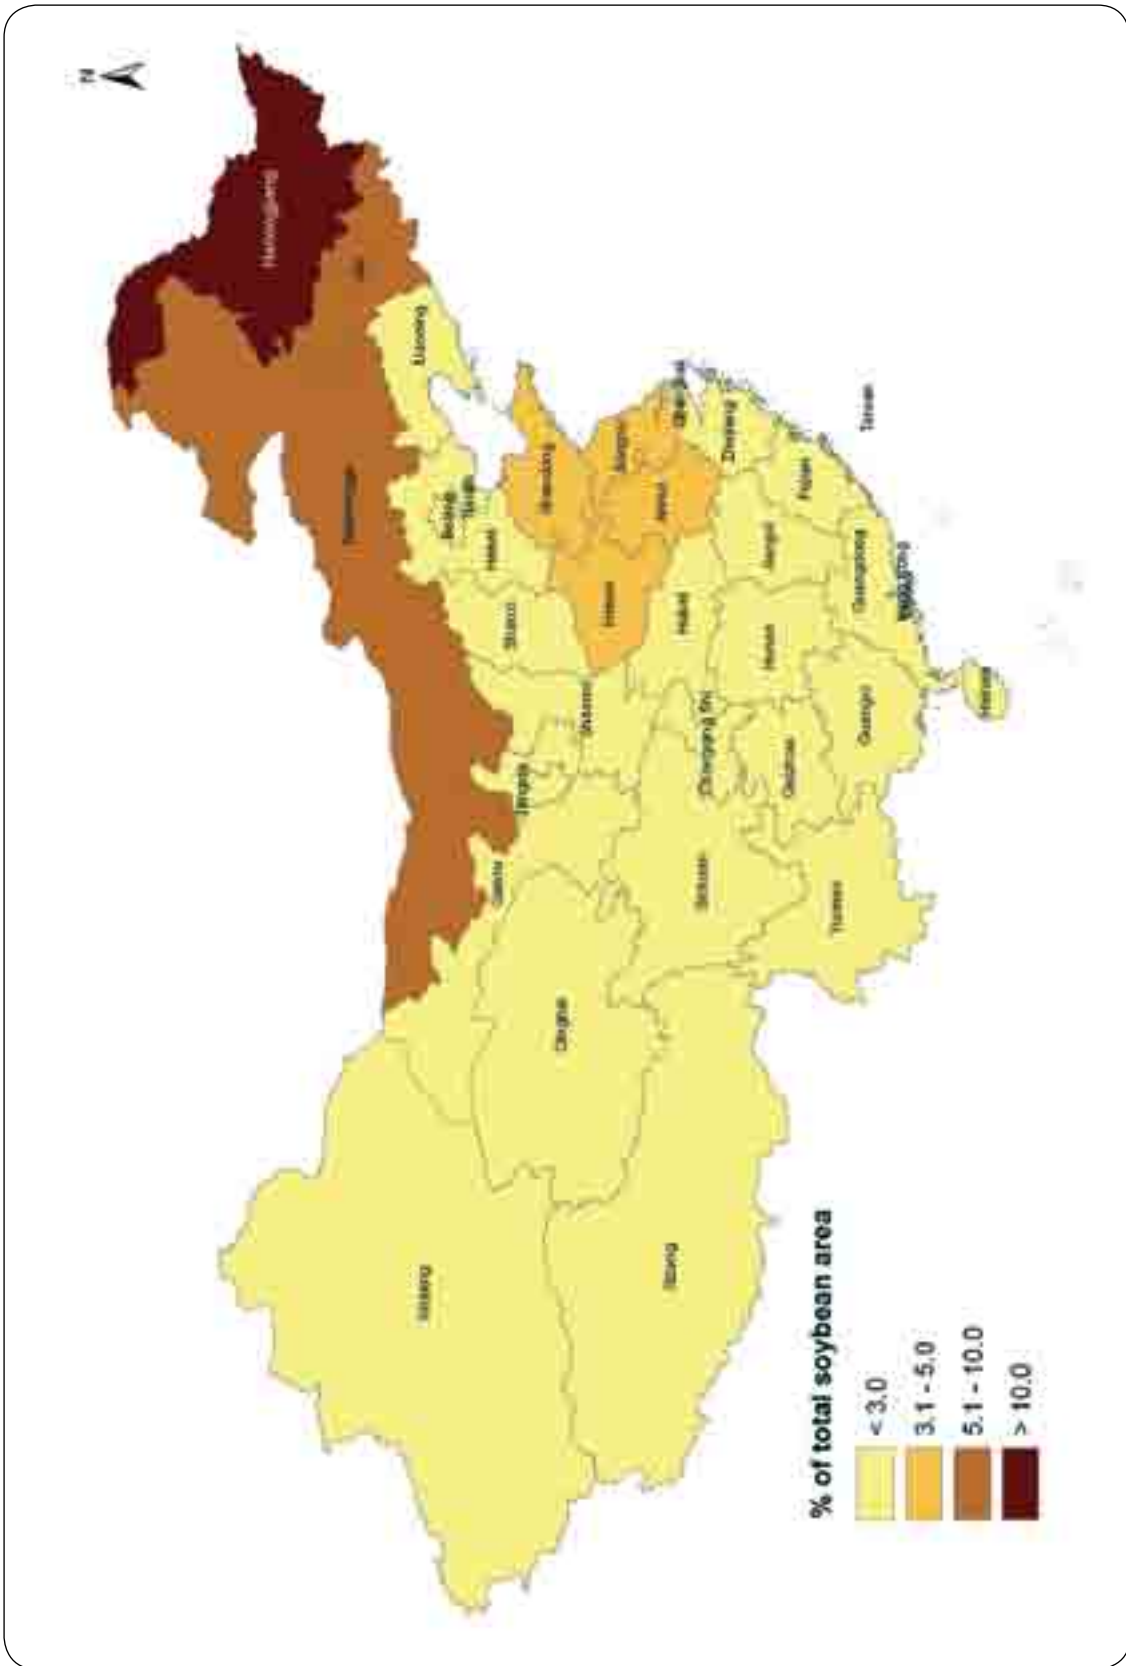 N
Heilongjiang
Liaoning
Beijing
Hebei
Shandong
Shanxi
Jiangsu
Shanghai
Henan
Anhui
Zhejiang
Shaanxi
Ningxia
Gansu
Hubei
Taiwan
Fujian
Jiangxi
Hunan
Guangdong
Chongqing Shi
Guizhou
Guangxi
Hainan
Sichuan
Yunnan
Qinghai
Xinjiang
Xizang
% of total soybean area
< 3.0
3.1 - 5.0
5.1 - 10.0
> 10.0